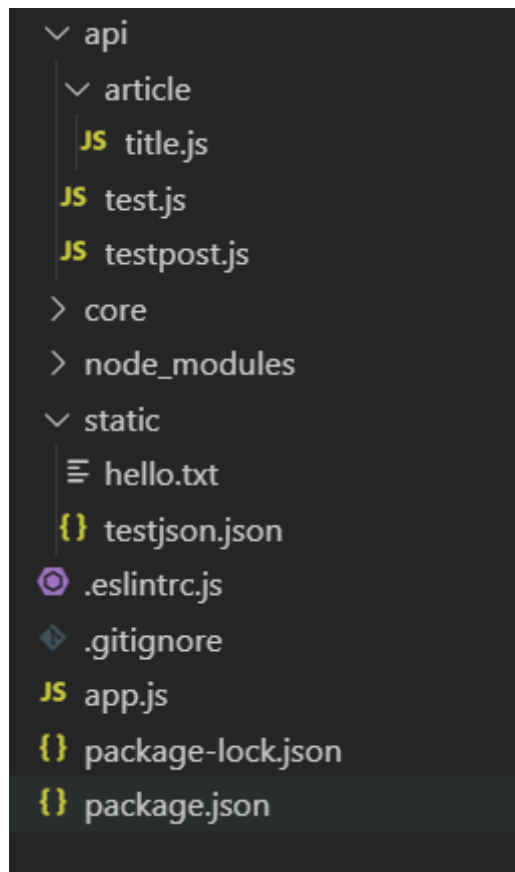 api
article
JS title.js
JS test.js
JS testpost.js
core
node_modules
static
hello.txt
{} testjson.json
.eslintrc.js
.gitignore
JS app.js
{} package-lock.json
{} package.json